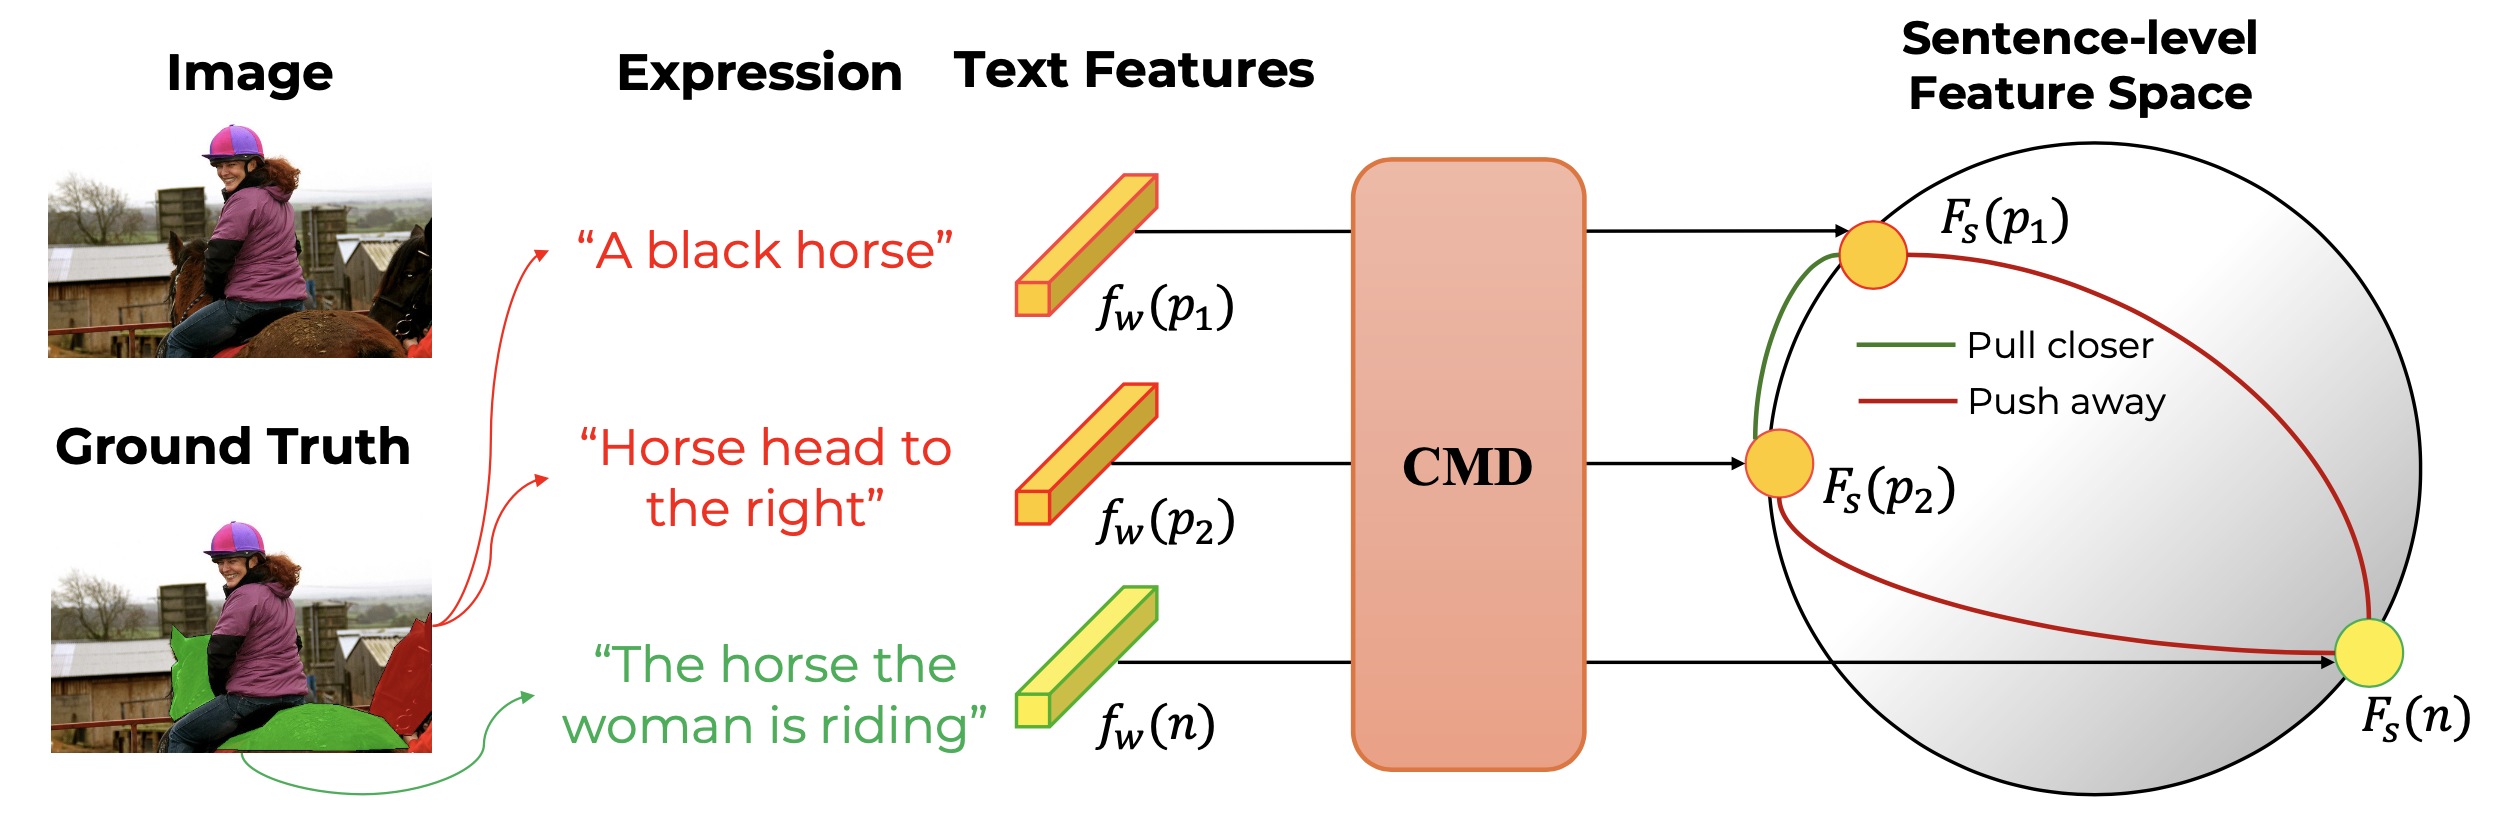 Image
Expression
Text Features
Sentence-level
Feature Space
“A black horse”
f_w(p_1)
F_s(p_1)
Pull closer
Push away
Ground Truth
“Horse head to
the right”
f_w(p_2)
CMD
F_s(p_2)
“The horse the
woman is riding”
f_w(n)
F_s(n)